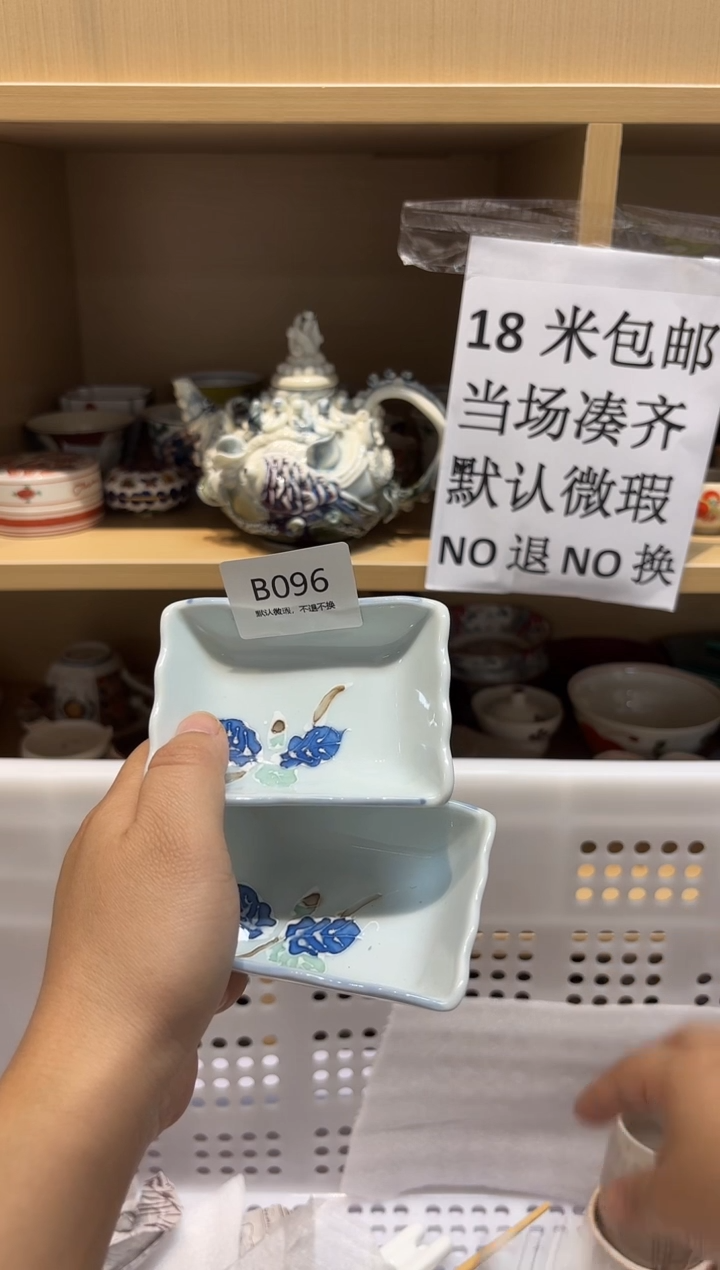 18 米包邮
当场凑齐
默认微瑕
NO 退 NO 换
B096
默认微瑕，不退不换